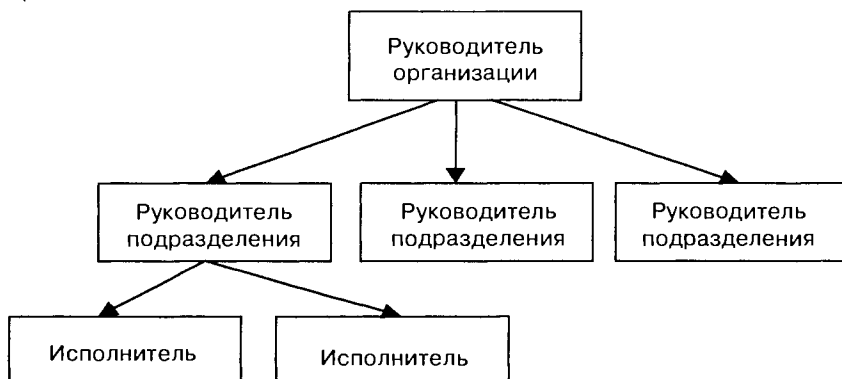 Руководитель
организации
Руководитель
подразделения
Руководитель
подразделения
Руководитель
подразделения
Исполнитель
Исполнитель